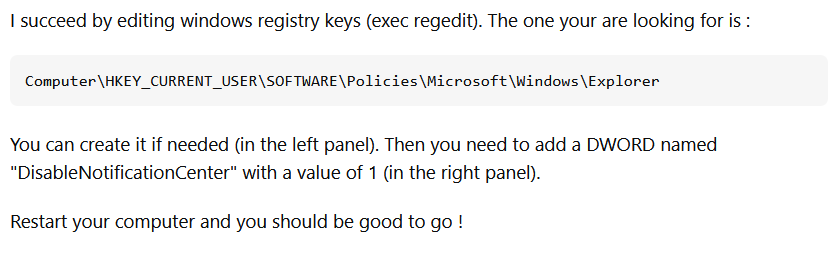 I succeed by editing windows registry keys (exec regedit). The one your are looking for is :
Computer\HKEY_CURRENT_USER\SOFTWARE\Policies\Microsoft\Windows\Explorer
You can create it if needed (in the left panel). Then you need to add a DWORD named
"DisableNotificationCenter" with a value of 1 (in the right panel).
Restart your computer and you should be good to go !